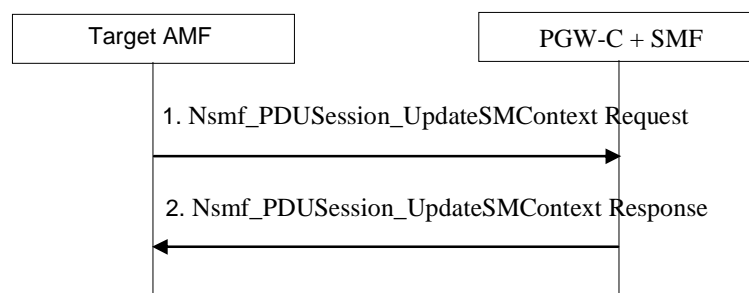 Target AMF
PGW-C + SMF
1. Nsmf_PDUSession_UpdateSMContext Request
2. Nsmf_PDUSession_UpdateSMContext Response